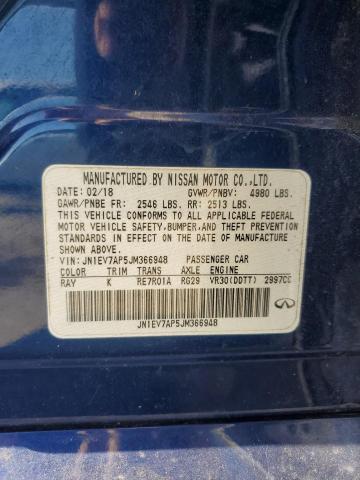 MANUFACTURED BY NISSAN MOTOR CO.,LTD.
DATE: 02/18 GVWR/PNBV: 4980 LBS.
GAWR/PNBE FR: 2546 LBS. RR: 2513 LBS.
THIS VEHICLE CONFORMS TO ALL APPLICABLE FEDERAL
MOTOR VEHICLE SAFETY,BUMPER,AND THEFT PREVENTION
STANDARDS IN EFFECT ON THE DATE OF MANUFACTURE
SHOWN ABOVE.
VIN: JN1EV7AP5JM366948 PASSENGER CAR
COLOR TRIM TRANS AXLE ENGINE
RAY K RE7R01A RG29 VR30(DDTT) 2997CC
JN1EV7AP5JM366948